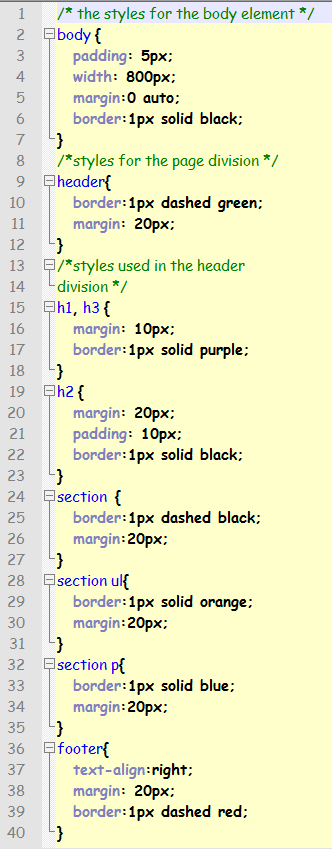 1 /* the styles for the body element */
2 body {
3 padding: 5px;
4 width: 800px;
5 margin:0 auto;
6 border:1px solid black;
7 }
8 /*styles for the page division */
9 header{
10 border:1px dashed green;
11 margin: 20px;
12 }
13 /*styles used in the header
14 division */
15 h1, h3 {
16 margin: 10px;
17 border:1px solid purple;
18 }
19 h2 {
20 margin: 20px;
21 padding: 10px;
22 border:1px solid black;
23 }
24 section {
25 border:1px dashed black;
26 margin:20px;
27 }
28 section ul{
29 border:1px solid orange;
30 margin:20px;
31 }
32 section p{
33 border:1px solid blue;
34 margin:20px;
35 }
36 footer{
37 text-align:right;
38 margin: 20px;
39 border:1px dashed red;
40 }